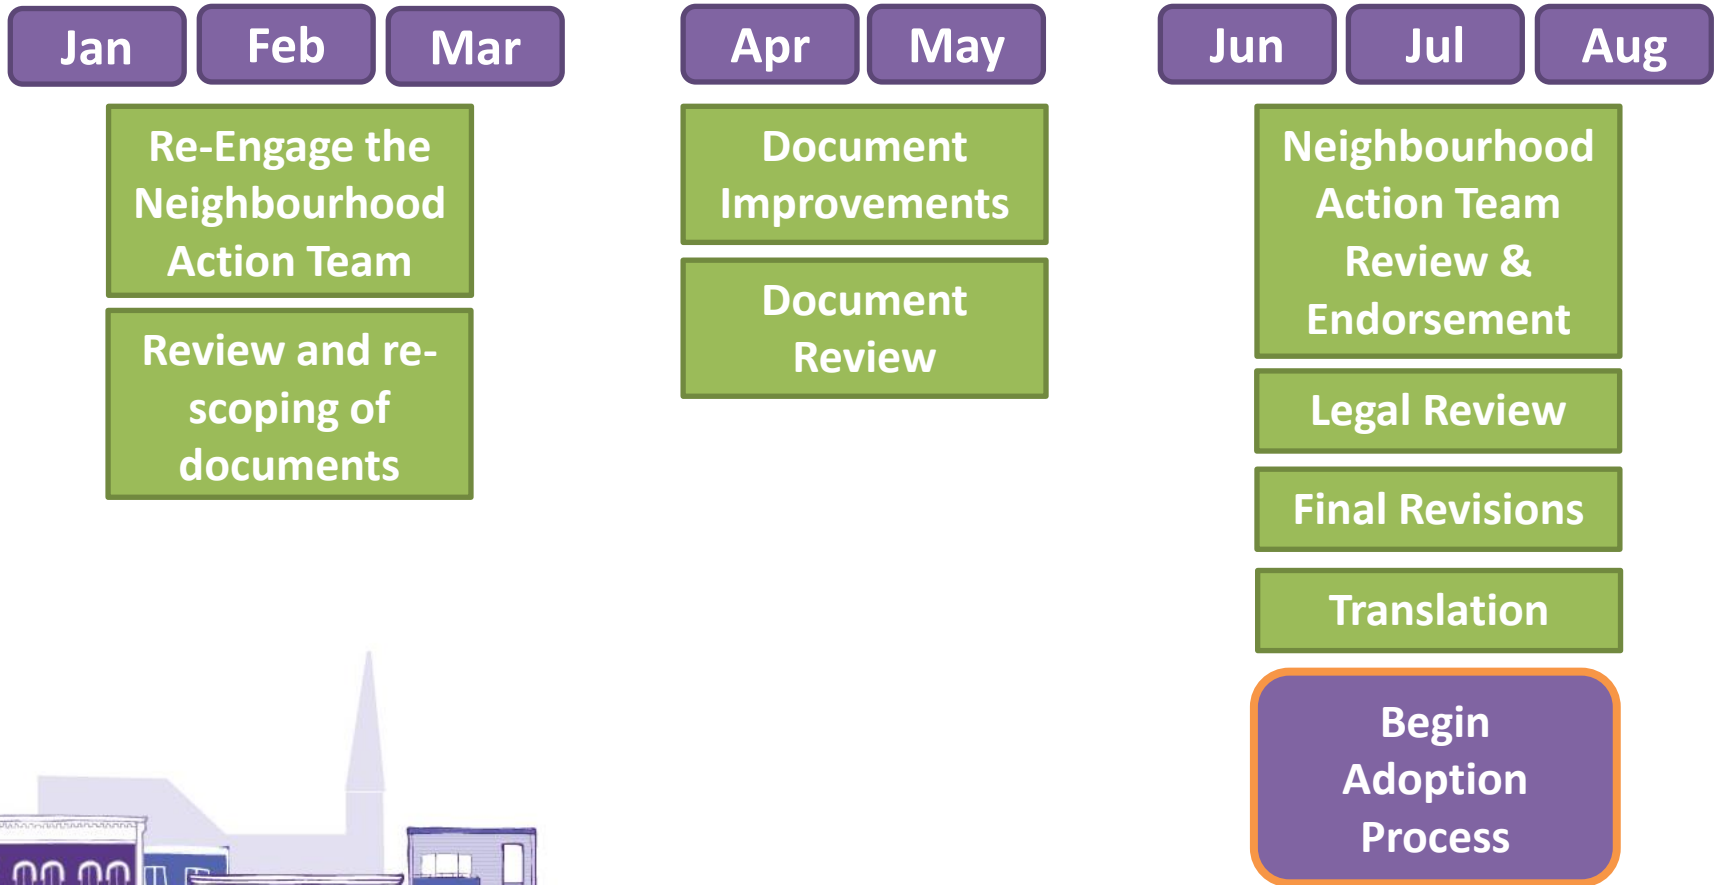 Jan Feb Mar Apr May Jun Jul Aug
Re-Engage the
Neighbourhood
Action Team
Review and re-
scoping of
documents
Document
Improvements
Document
Review
Neighbourhood
Action Team
Review &
Endorsement
Legal Review
Final Revisions
Translation
Begin
Adoption
Process